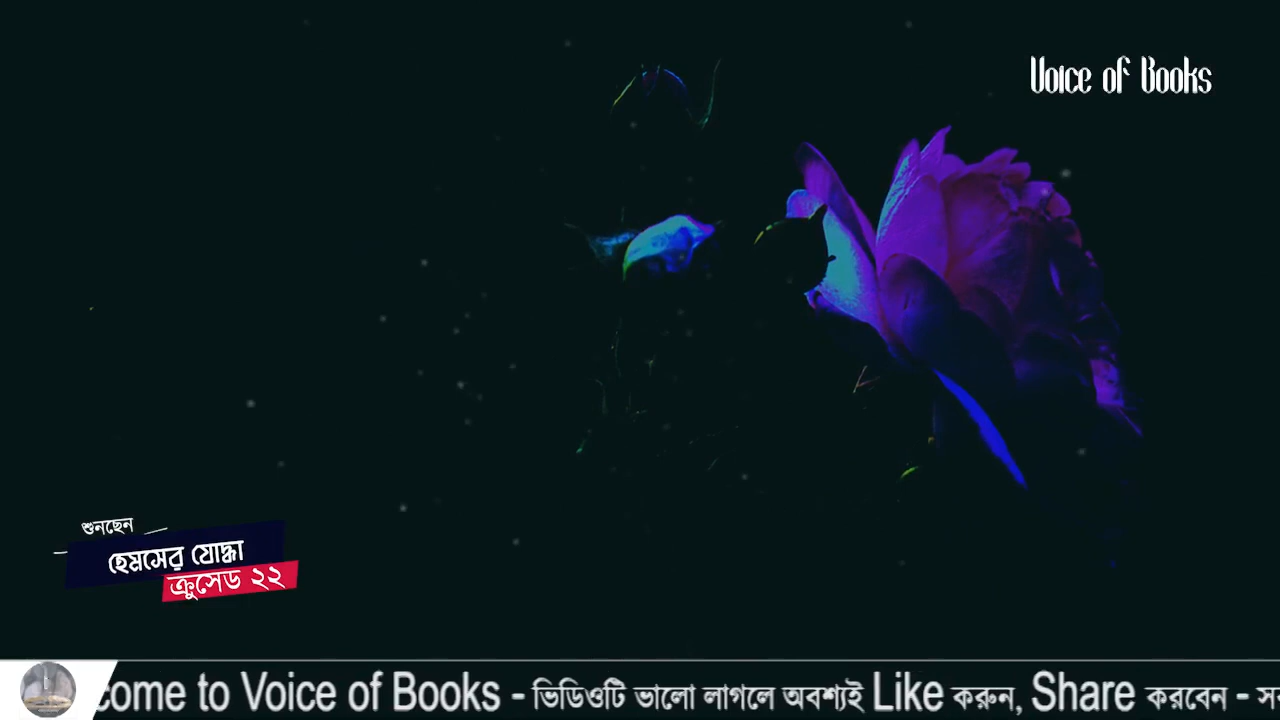 Voice of Books
শুনছেন
হেমসের যোদ্ধা
ক্রুসেড ২২
come to Voice of Books - ভিডিওটি ভালো লাগলে অবশ্যই Like করুন, Share করবেন - স